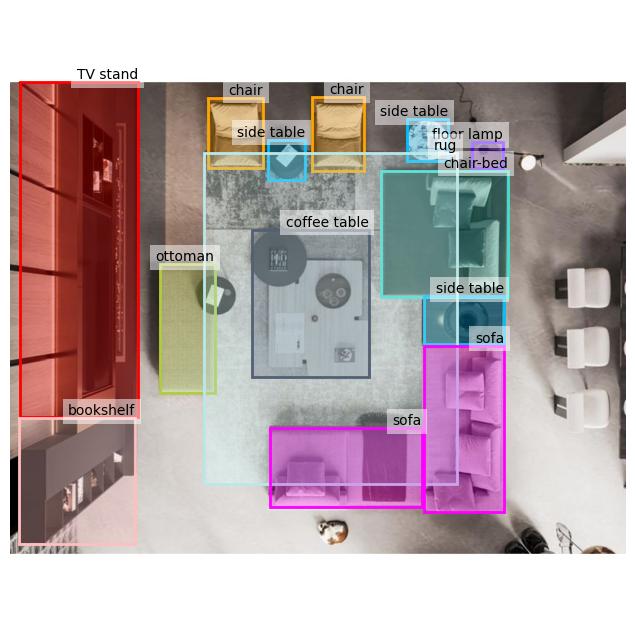 TV stand
chair
chair
side table
side table
floor lamp
rug
chair-bed
coffee table
ottoman
side table
sofa
bookshelf
sofa